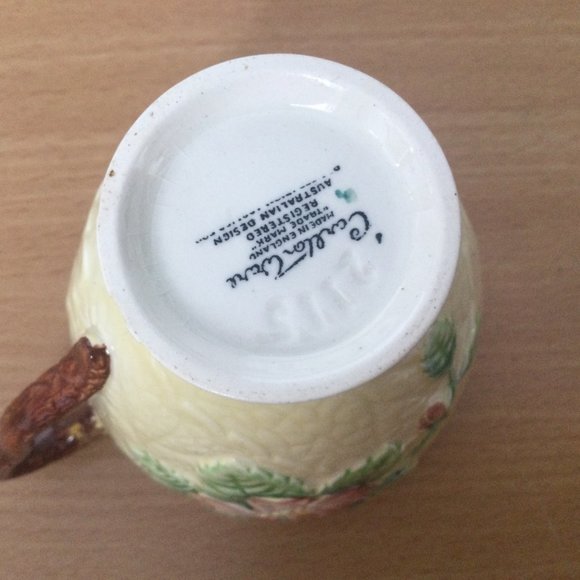 Carlton Ware
MADE IN ENGLAND
"TRADE MARK"
REGISTERED
AUSTRALIAN DESIGN